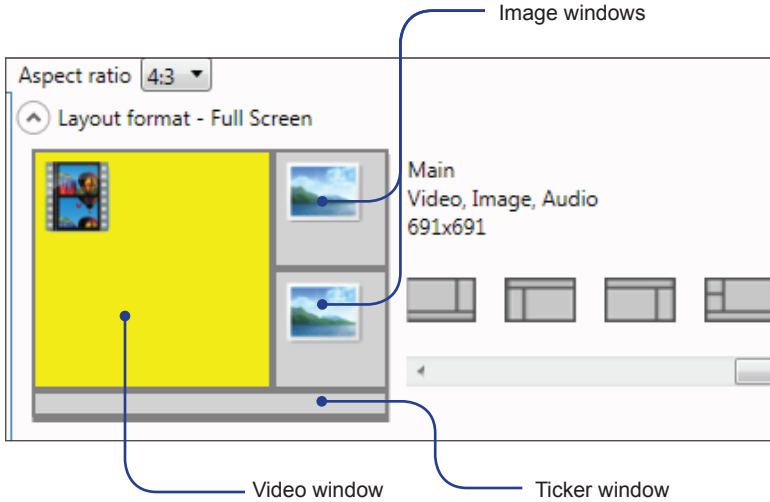 Image windows
Aspect ratio 4:3
Layout format - Full Screen
Main
Video, Image, Audio
691x691
Video window
Ticker window